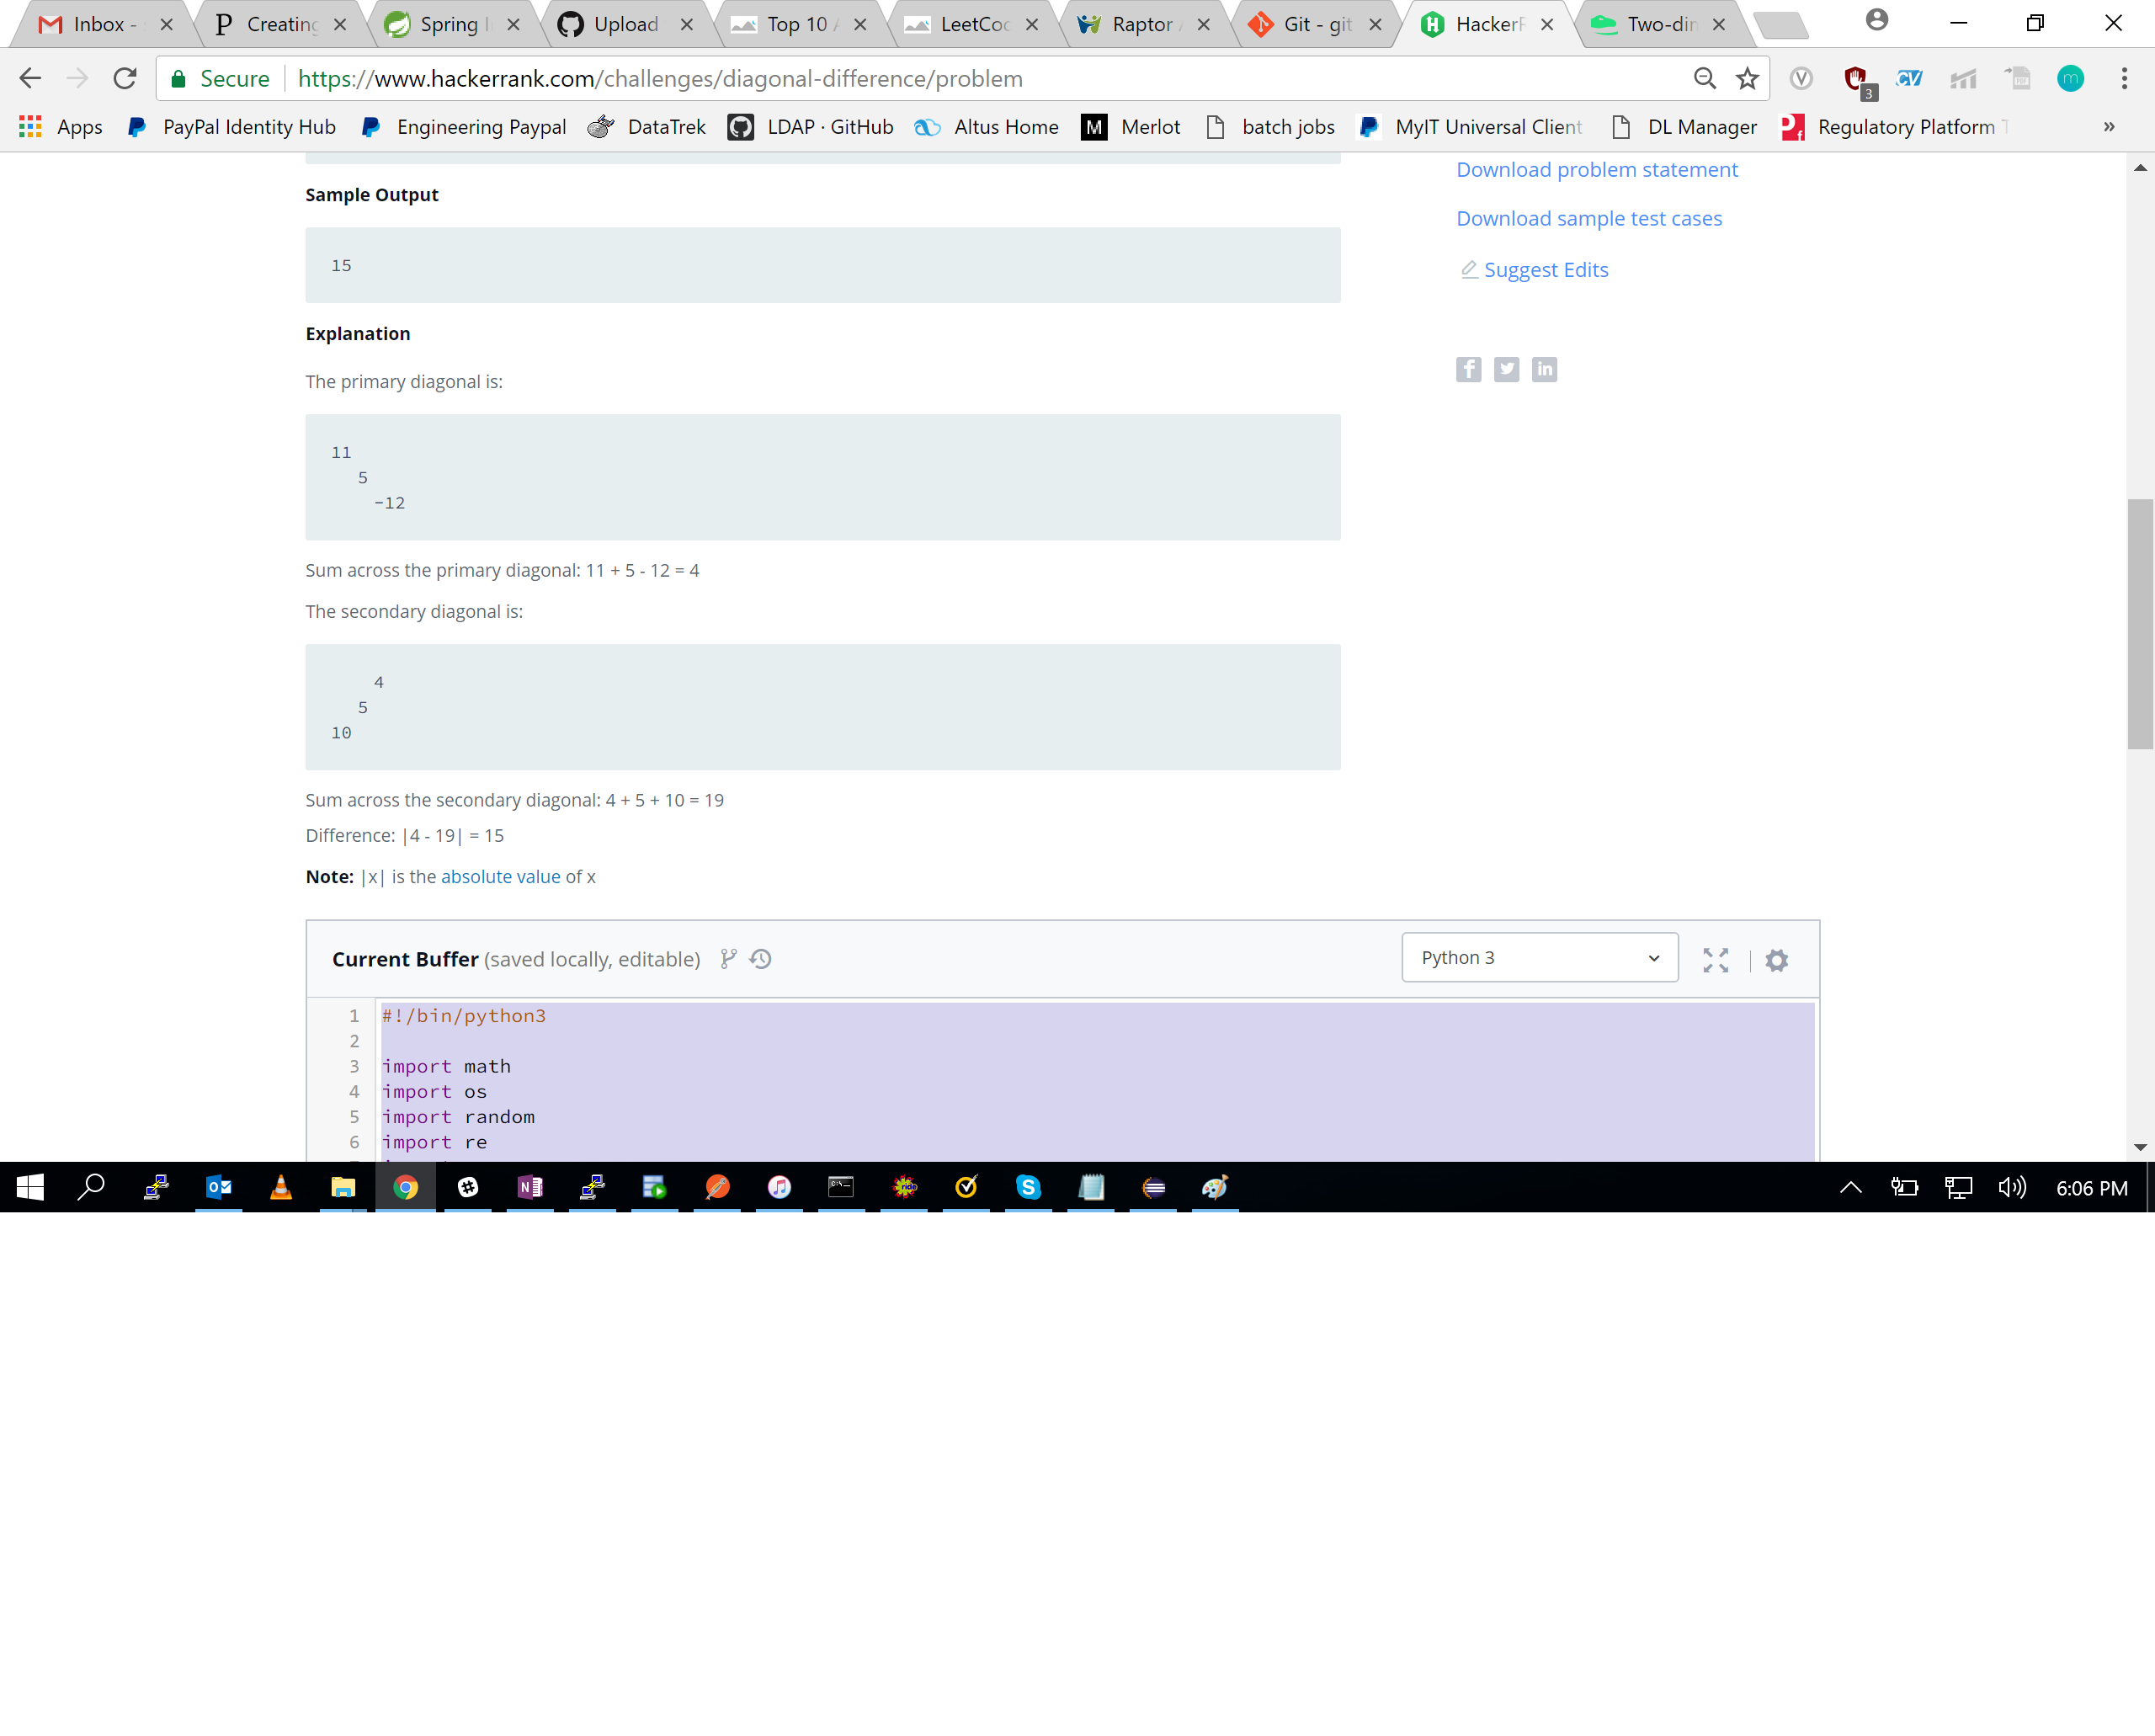 Inbox -
Creating
Spring I
Upload
Top 10 A
LeetCoc
Raptor A
Git - git
HackerR
Two-din
Secure https://www.hackerrank.com/challenges/diagonal-difference/problem
3
CV
m
Apps
PayPal Identity Hub
Engineering Paypal
DataTrek
LDAP · GitHub
Altus Home
M Merlot
batch jobs
MyIT Universal Client
DL Manager
Regulatory Platform T
»
Download problem statement
Sample Output
Download sample test cases
15
Suggest Edits
Explanation
The primary diagonal is:
11
5
-12
Sum across the primary diagonal: 11 + 5 - 12 = 4
The secondary diagonal is:
4
5
10
Sum across the secondary diagonal: 4 + 5 + 10 = 19
Difference: |4 - 19| = 15
Note: |x| is the absolute value of x
Current Buffer (saved locally, editable)
Python 3
1 #!/bin/python3
2
3 import math
4 import os
5 import random
6 import re
6:06 PM